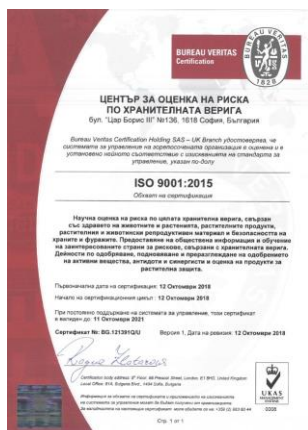 BUREAU VERITAS
Certification
BUREAU VERITAS
1828
ЦЕНТЪР ЗА ОЦЕНКА НА РИСКА
ПО ХРАНИТЕЛНАТА ВЕРИГА
бул. "Цар Борис III" №136, 1618 София, България
Bureau Veritas Certification Holding SAS – UK Branch удостоверява, че
системата за управление на горепосочената организация е оценена и е
установено нейното съответствие с изискванията на стандарта за
управление, указан по-долу
ISO 9001:2015
Обхват на сертификация
Научна оценка на риска по цялата хранителна верига, свързан
със здравето на животните и растенията, растителните продукти,
растителния и животински репродуктивен материал и безопасността на
храните и фуражите. Предоставяне на обществена информация и обучение
на заинтересованите страни за рискове, свързани с хранителната верига.
Дейности по одобряване, подновяване и преразглеждане на одобрението
на активни вещества, антидоти и синергисти и оценка на продукти за
растителна защита.
Първоначална дата на сертификация: 12 Октомври 2018
Начало на сертификационния цикъл : 12 Октомври 2018
При постоянно поддържане на системата за управление, този сертификат
е валиден до: 11 Октомври 2021
Сертификат №: BG.121391Q/U Версия 1, Дата на ревизия: 12 Октомври 2018
UKAS
MANAGEMENT
SYSTEMS
0008
Стр. 1 от 1